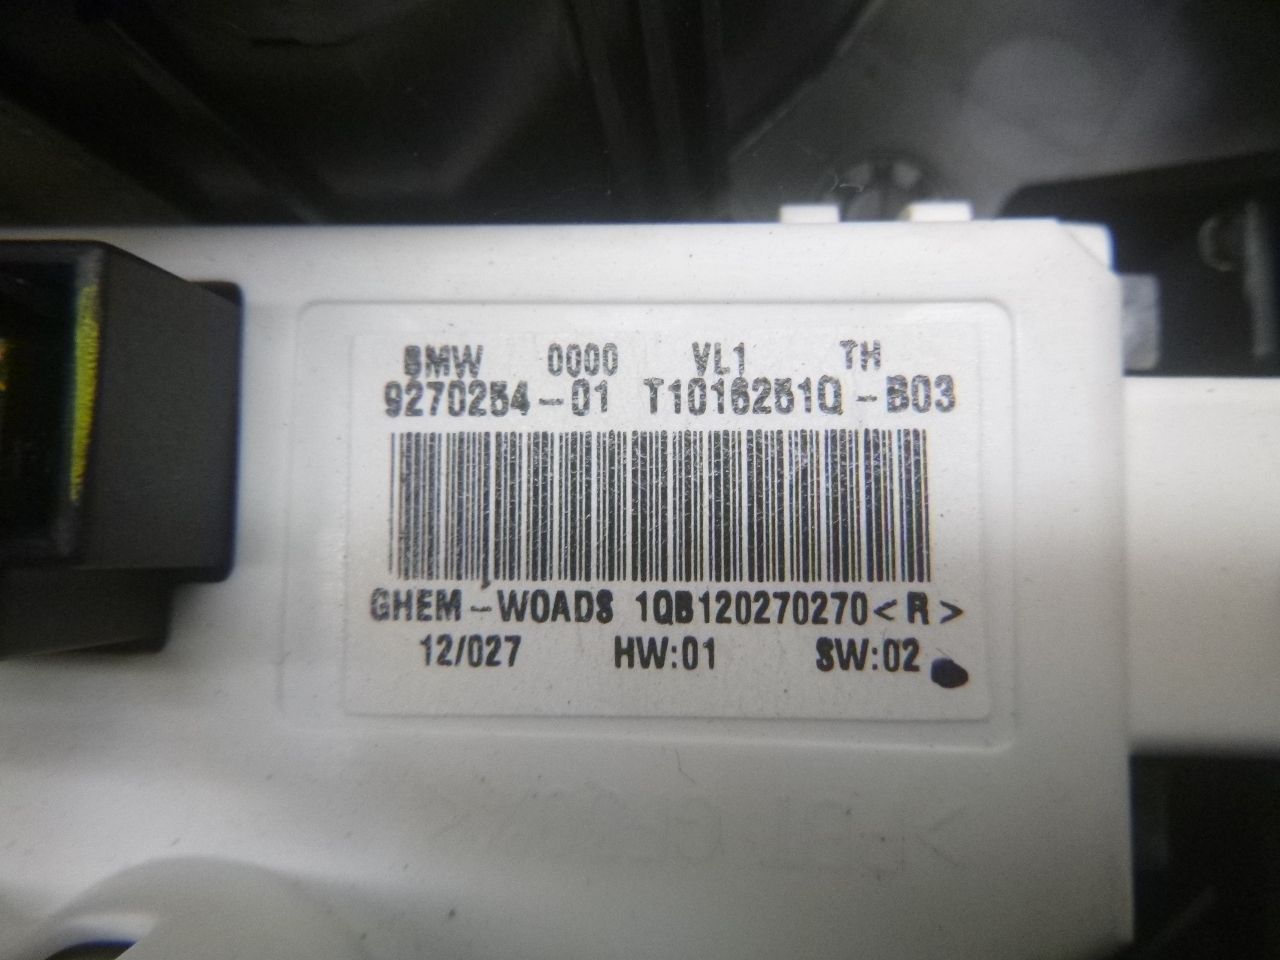 BMW 0000 VL1 TH
9270254-01 T1016251Q-B03
GHEM-WOADS 1QB120270270<R>
12/027 HW:01 SW:02